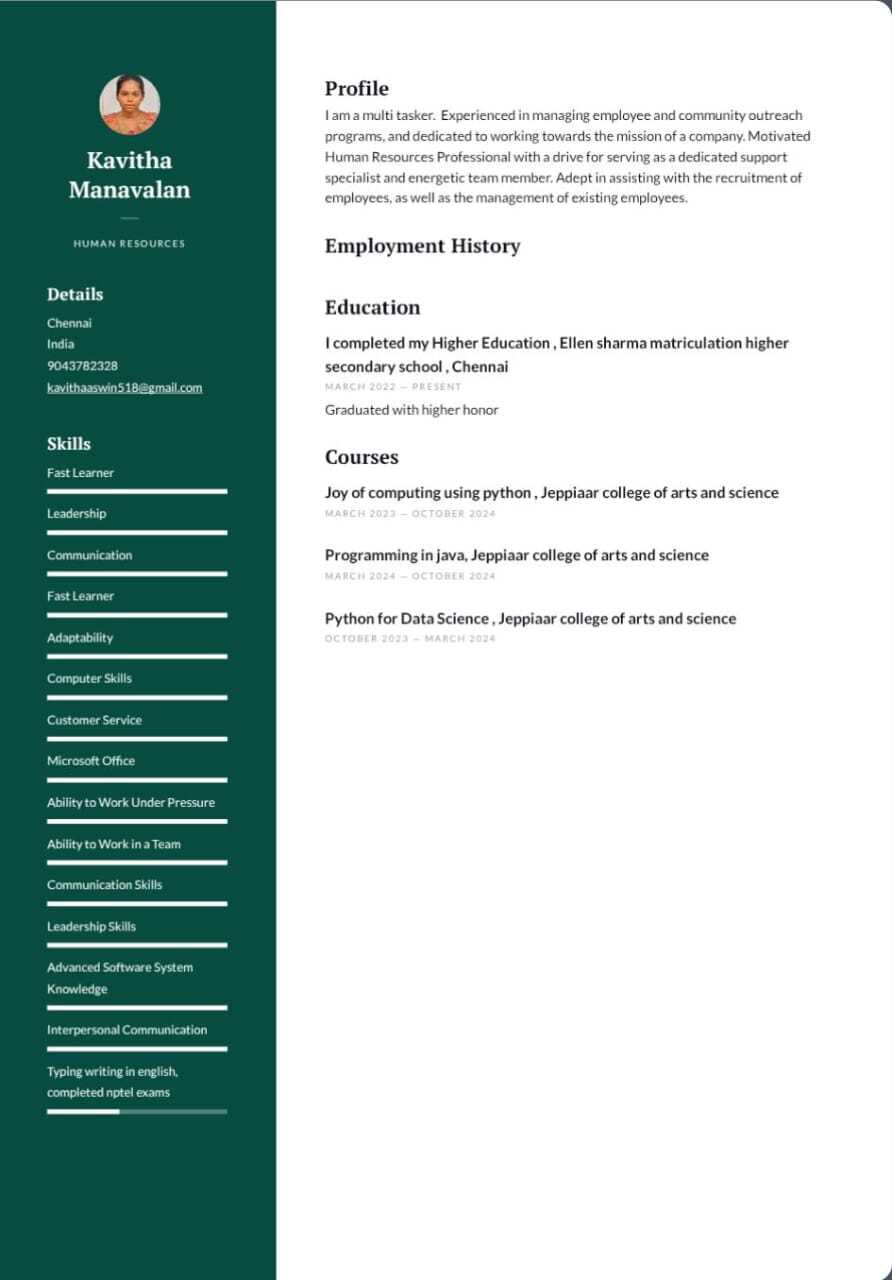 Kavitha
Manavalan
HUMAN RESOURCES
Details
Chennai
India
9043782328
kavithaaswin518@gmail.com
Skills
Fast Learner
Leadership
Communication
Fast Learner
Adaptability
Computer Skills
Customer Service
Microsoft Office
Ability to Work Under Pressure
Ability to Work in a Team
Communication Skills
Leadership Skills
Advanced Software System
Knowledge
Interpersonal Communication
Typing writing in english,
completed nptel exams
Profile
I am a multi tasker.  Experienced in managing employee and community outreach
programs, and dedicated to working towards the mission of a company. Motivated
Human Resources Professional with a drive for serving as a dedicated support
specialist and energetic team member. Adept in assisting with the recruitment of
employees, as well as the management of existing employees.
Employment History
Education
I completed my Higher Education , Ellen sharma matriculation higher
secondary school , Chennai
MARCH 2022 — PRESENT
Graduated with higher honor
Courses
Joy of computing using python , Jeppiaar college of arts and science
MARCH 2023 — OCTOBER 2024
Programming in java, Jeppiaar college of arts and science
MARCH 2024 — OCTOBER 2024
Python for Data Science , Jeppiaar college of arts and science
OCTOBER 2023 — MARCH 2024